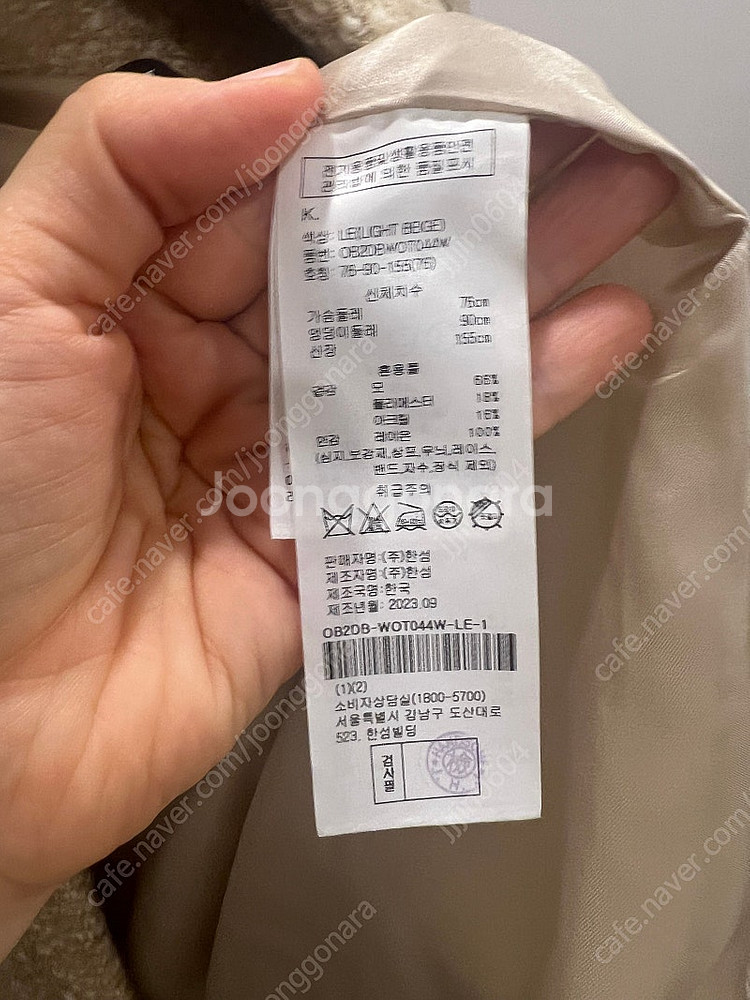 전기용품및생활용품안전
관리법에 의한 품질표시
K.
색상: LE(LIGHT BEIGE)
품번: OB2DBWOT044W
호칭: 76-90-155(76)
신체치수
가슴둘레 76cm
엉덩이둘레 90cm
신장 155cm
혼용률
겉감 모 66%
폴리에스터 18%
아크릴 16%
안감 레이온 100%
(심지,보강재,상표,무늬,레이스,
밴드,자수,장식 제외)
취급주의
판매자명:(주)한섬
제조자명:(주)한섬
제조국명:한국
제조년월: 2023.09
OB2DB-WOT044W-LE-1
(1)(2)
소비자상담실(1800-5700)
서울특별시 강남구 도산대로
523, 한섬빌딩
검사필
Joonggonara
cafe.naver.com/joonggonara
jjjin0604